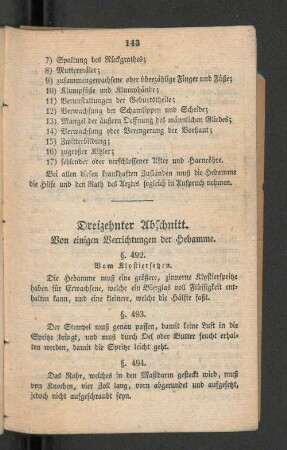 143
7) Spaltung des Rückgrathes;
8) Muttermäler;
9) zusammengewachsene oder überzählige Finger und Füße;
10) Klumpfüße und Klumphände;
11) Verunstaltungen der Geburtstheile;
12) Verwachsung der Schamlippen und Scheide;
13) Mangel der äußern Oeffnung des männlichen Gliedes;
14) Verwachsung oder Verengerung der Vorhaut;
15) Zwitterbildung;
16) zugroßer Kitzler;
17) fehlender oder verschlossener After und Harnröhre.
Bei allen diesen krankhaften Zuständen muß die Hebamme
die Hilfe und den Rath des Arztes sogleich in Anspruch nehmen.
Dreizehnter Abschnitt.
Von einigen Verrichtungen der Hebamme.
§. 492.
Vom Klystiersetzen.
Die Hebamme muß eine größere, zinnerne Klystierspritze
haben für Erwachsene, welche ein Bierglas voll Flüssigkeit ent-
halten kann, und eine kleinere, welche die Hälfte faßt.
§. 493.
Der Stempel muß genau passen, damit keine Luft in die
Spritze dringt, und muß durch Oel oder Butter feucht erhal-
ten werden, damit die Spritze leicht geht.
§. 494.
Das Rohr, welches in den Mastdarm gesteckt wird, muß
von Knochen, vier Zoll lang, vorn abgerundet und aufgesetzt,
jedoch nicht aufgeschraubt seyn.